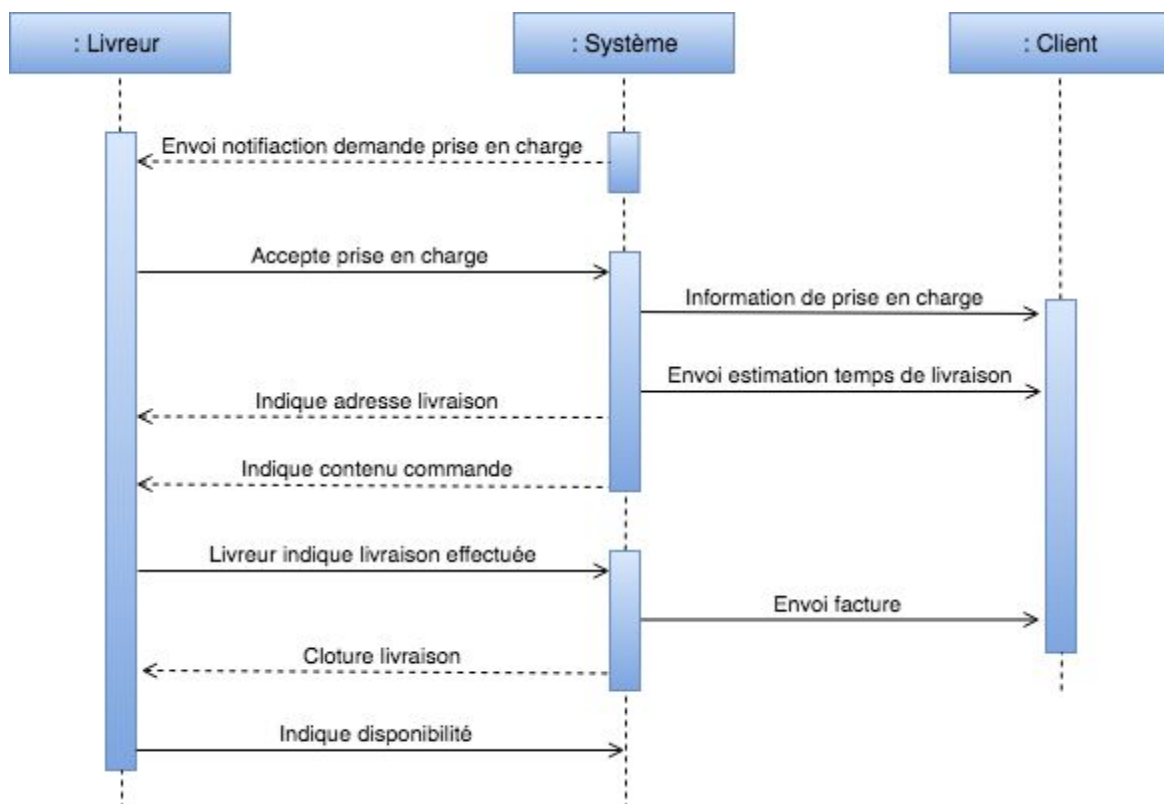 : Livreur
: Système
: Client
Envoi notifiaction demande prise en charge
Accepte prise en charge
Information de prise en charge
Envoi estimation temps de livraison
Indique adresse livraison
Indique contenu commande
Livreur indique livraison effectuée
Envoi facture
Cloture livraison
Indique disponibilité